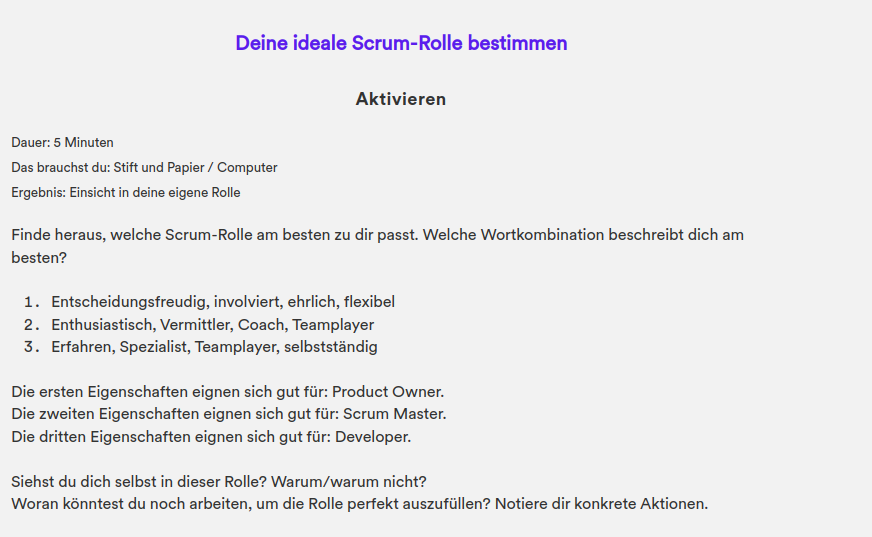 Deine ideale Scrum-Rolle bestimmen
Aktivieren
Dauer: 5 Minuten
Das brauchst du: Stift und Papier / Computer
Ergebnis: Einsicht in deine eigene Rolle
Finde heraus, welche Scrum-Rolle am besten zu dir passt. Welche Wortkombination beschreibt dich am
besten?
1. Entscheidungsfreudig, involviert, ehrlich, flexibel
2. Enthusiastisch, Vermittler, Coach, Teamplayer
3. Erfahren, Spezialist, Teamplayer, selbstständig
Die ersten Eigenschaften eignen sich gut für: Product Owner.
Die zweiten Eigenschaften eignen sich gut für: Scrum Master.
Die dritten Eigenschaften eignen sich gut für: Developer.
Siehst du dich selbst in dieser Rolle? Warum/warum nicht?
Woran könntest du noch arbeiten, um die Rolle perfekt auszufüllen? Notiere dir konkrete Aktionen.